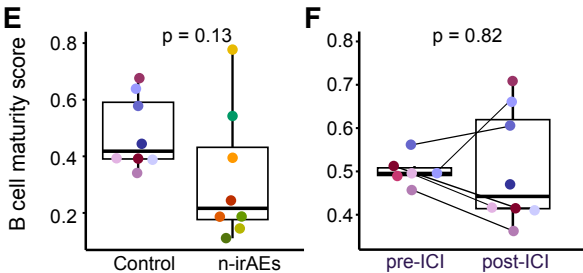 E
p = 0.13
B cell maturity score
0.8
0.6
0.4
0.2
Control
n-irAEs
F
p = 0.82
0.8
0.7
0.6
0.5
0.4
pre-ICI
post-ICI